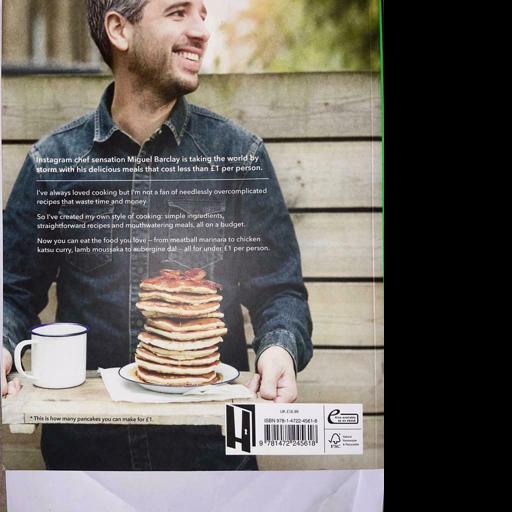 Instagram chef sensation Miguel Barclay is taking the world by
storm with his delicious meals that cost less than £1 per person.
I've always loved cooking but I'm not a fan of needlessly overcomplicated
recipes that waste time and money
So I've created my own style of cooking: simple ingredients,
straightforward recipes and mouthwatering meals, all on a budget.
Now you can eat the food you love – from meatball marinara to chicken
katsu curry, lamb moussaka to aubergine dal – all for under £1 per person.
* This is how many pancakes you can make for £1.
ISBN 978-1-4722-4561-8
9 781472 245618
FSC